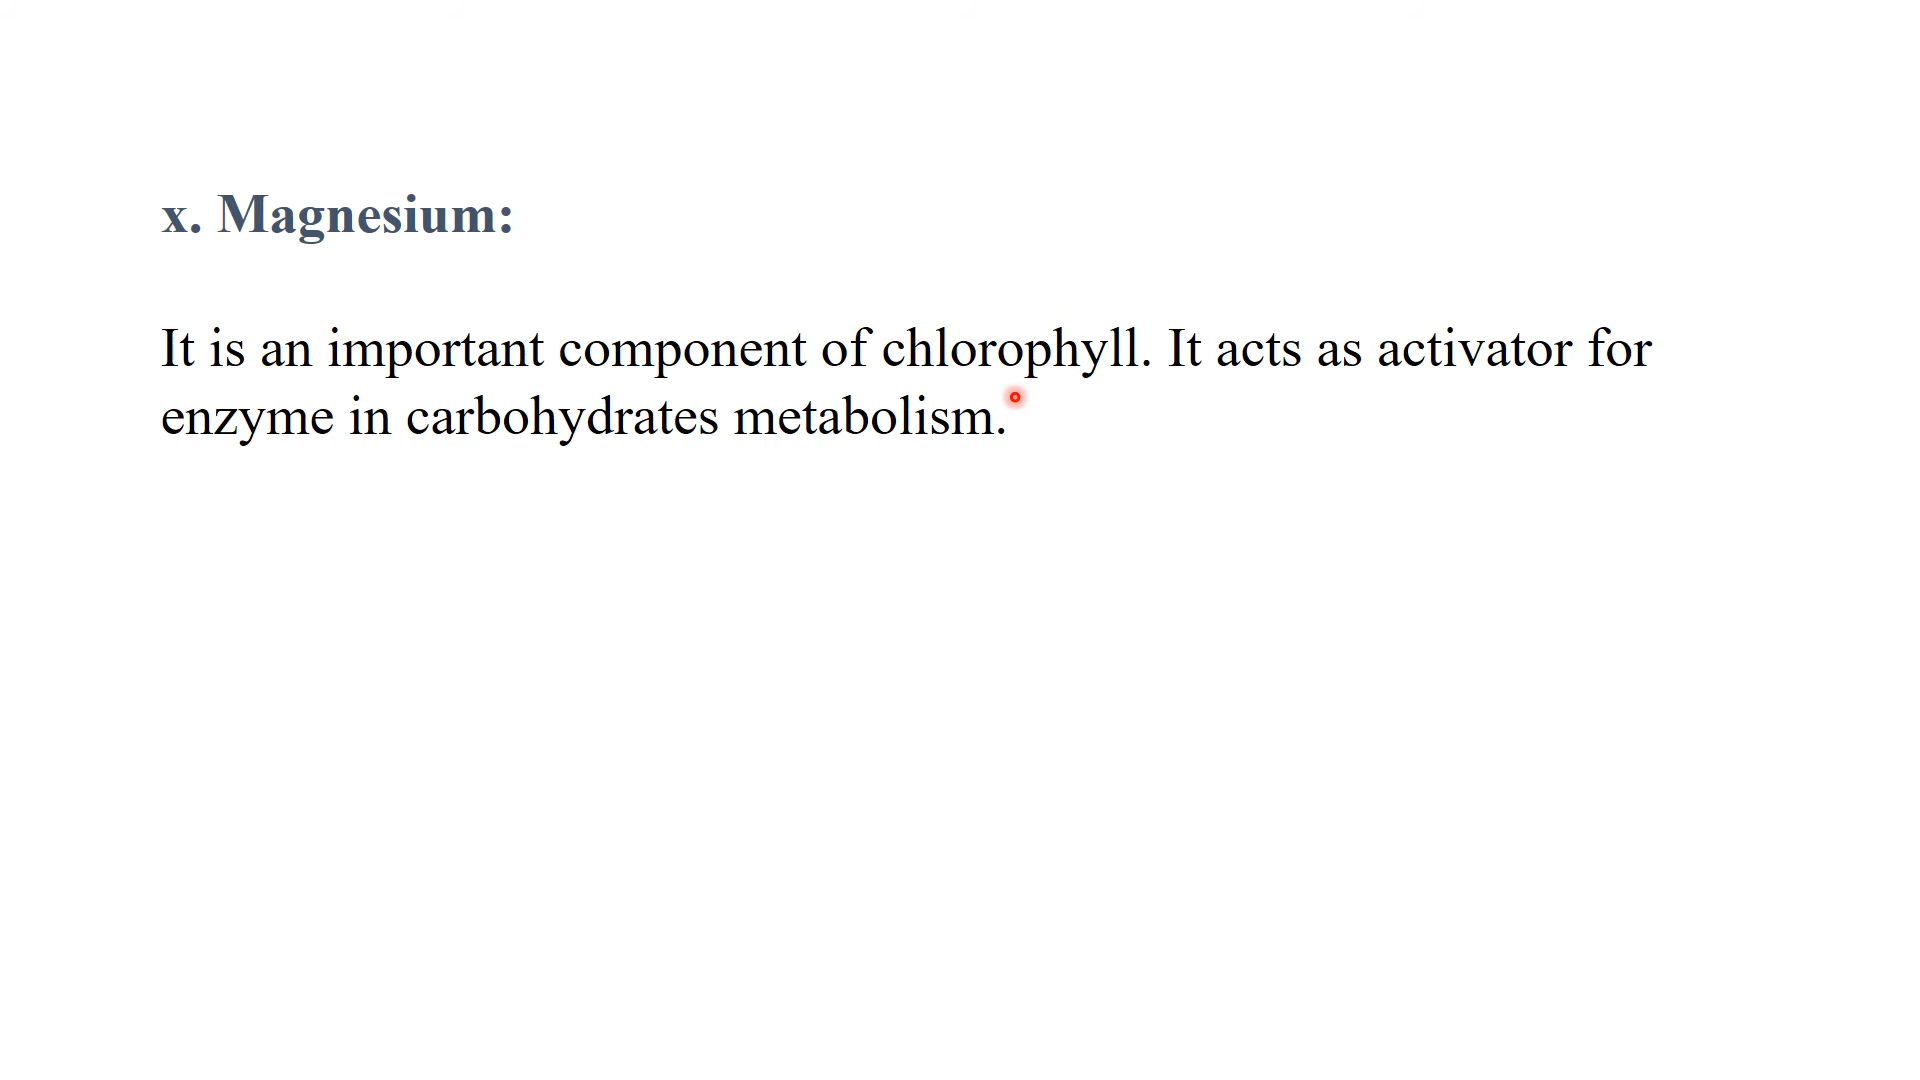 x. Magnesium:
It is an important component of chlorophyll. It acts as activator for
enzyme in carbohydrates metabolism.